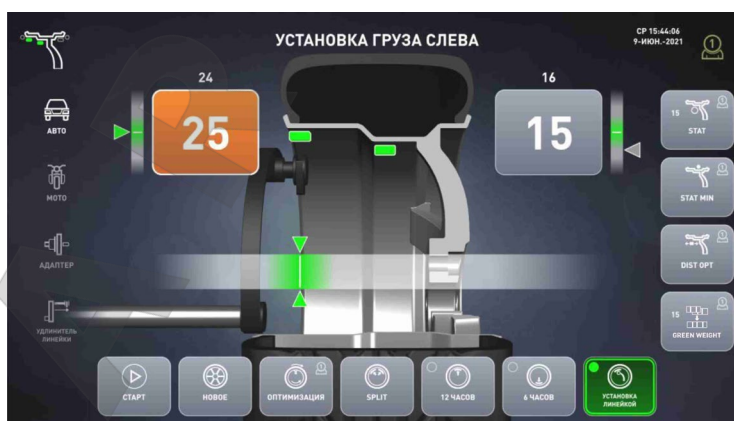 УСТАНОВКА ГРУЗА СЛЕВА
СР 15:44:06
9-ИЮН.-2021
1
24
16
АВТО
25
15
15
STAT
МОТО
STAT MIN
АДАПТЕР
DIST OPT
УДЛИНИТЕЛЬ
ЛИНЕЙКИ
15
GREEN WEIGHT
СТАРТ
НОВОЕ
ОПТИМИЗАЦИЯ
SPLIT
12 ЧАСОВ
6 ЧАСОВ
УСТАНОВКА
ЛИНЕЙКОЙ